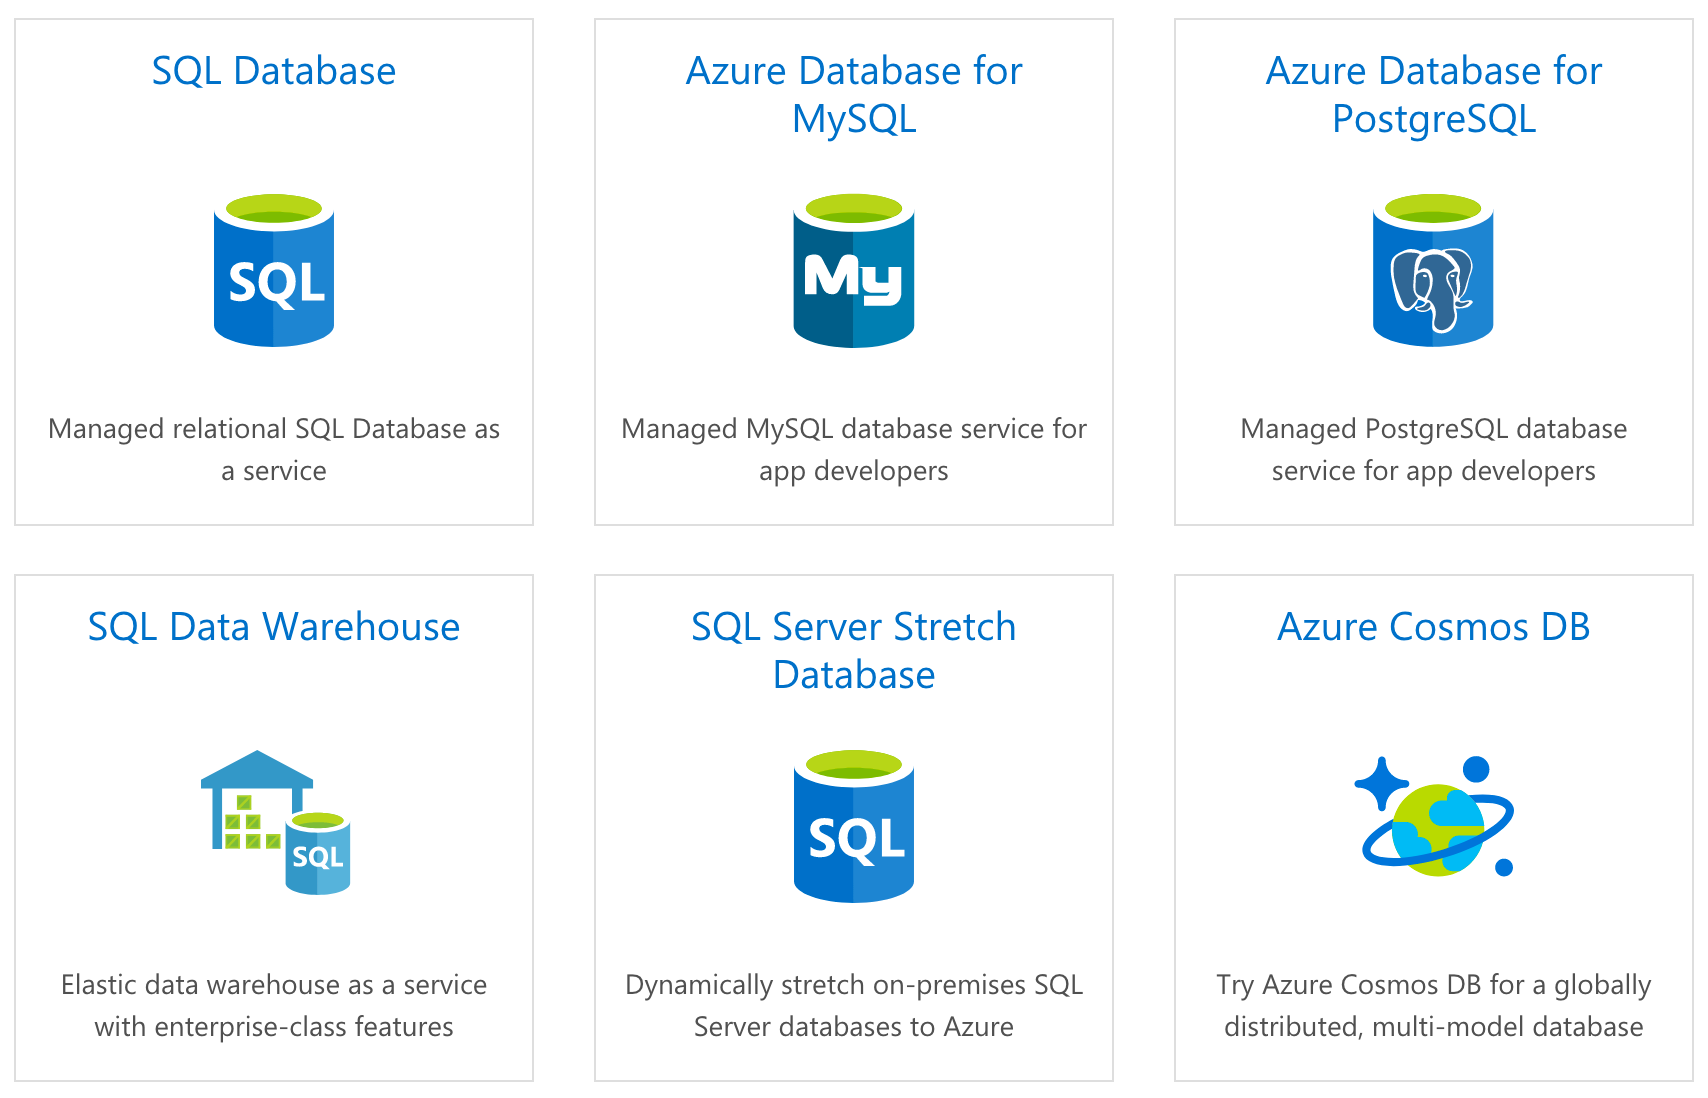 SQL Database
SQL
Managed relational SQL Database as
a service
Azure Database for
MySQL
My
Managed MySQL database service for
app developers
Azure Database for
PostgreSQL
Managed PostgreSQL database
service for app developers
SQL Data Warehouse
SQL
Elastic data warehouse as a service
with enterprise-class features
SQL Server Stretch
Database
SQL
Dynamically stretch on-premises SQL
Server databases to Azure
Azure Cosmos DB
Try Azure Cosmos DB for a globally
distributed, multi-model database